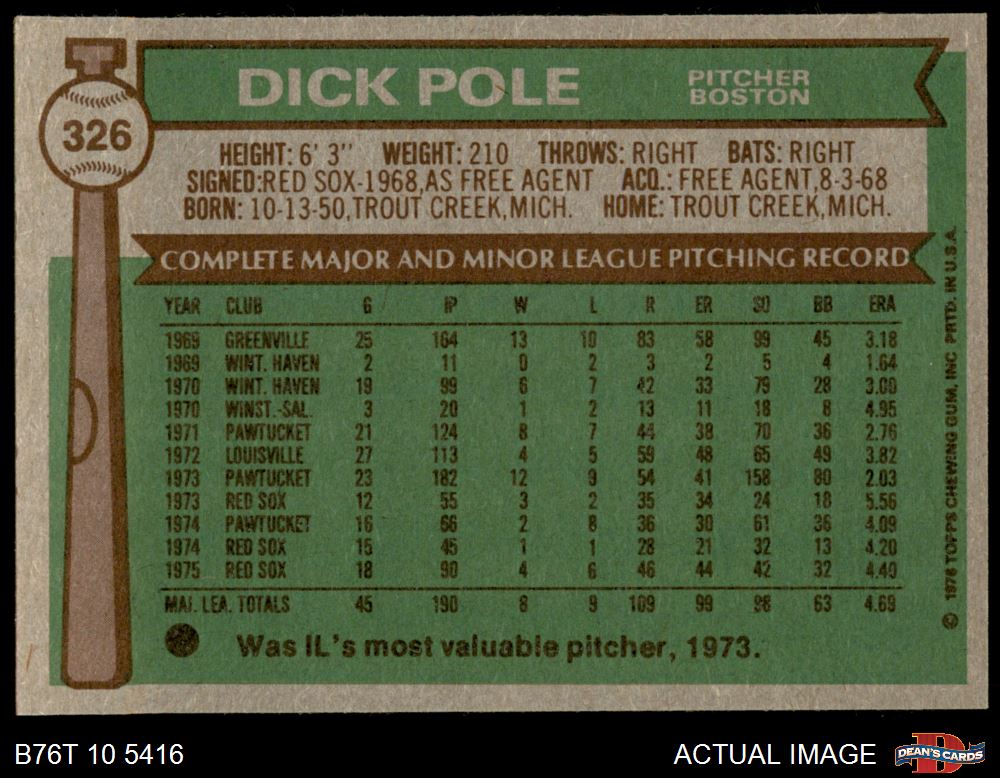 DICK POLE
PITCHER
BOSTON
326
HEIGHT: 6' 3" WEIGHT: 210 THROWS: RIGHT BATS: RIGHT
SIGNED:RED SOX-1968,AS FREE AGENT ACQ.: FREE AGENT,8-3-68
BORN: 10-13-50,TROUT CREEK,MICH. HOME: TROUT CREEK,MICH.
COMPLETE MAJOR AND MINOR LEAGUE PITCHING RECORD
YEAR CLUB G IP W L R ER SO BB ERA
1969 GREENVILLE 25 164 13 10 83 58 99 45 3.18
1969 WINT. HAVEN 2 11 0 2 3 2 5 4 1.64
1970 WINT. HAVEN 19 99 6 7 42 33 79 28 3.00
1970 WINST.-SAL. 3 20 1 2 13 11 18 8 4.95
1971 PAWTUCKET 21 124 8 7 44 38 70 36 2.76
1972 LOUISVILLE 27 113 4 5 59 48 65 49 3.82
1973 PAWTUCKET 23 182 12 9 54 41 158 80 2.03
1973 RED SOX 12 55 3 2 35 34 24 18 5.56
1974 PAWTUCKET 16 66 2 8 36 30 61 36 4.09
1974 RED SOX 15 45 1 1 28 21 32 13 4.20
1975 RED SOX 18 90 4 6 46 44 42 32 4.40
MAJ. LEA. TOTALS 45 190 8 9 109 99 98 63 4.69
Was IL's most valuable pitcher, 1973.
© 1976 TOPPS CHEWING GUM, INC PRTD. IN U.S.A.
B76T 10 5416
ACTUAL IMAGE
DEAN'S CARDS